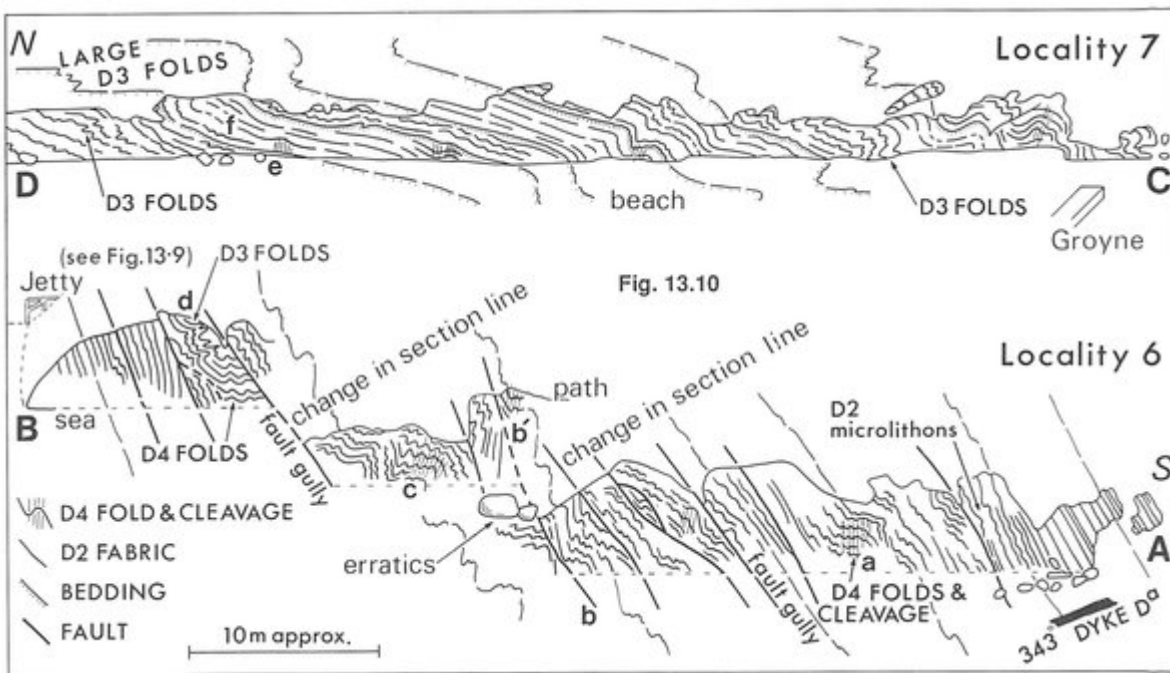 N
LARGE
D3 FOLDS
Locality 7
f
e
D
D3 FOLDS
beach
D3 FOLDS
C
Groyne
(see Fig.13·9)
D3 FOLDS
Jetty
d
Fig. 13.10
change in section line
change in section line
Locality 6
path
D2
microlithons
b'
B
sea
D4 FOLDS
fault gully
c
S
A
D4 FOLD & CLEAVAGE
D2 FABRIC
BEDDING
FAULT
erratics
b
fault gully
a
D4 FOLDS &
CLEAVAGE
343° DYKE Dª
10m approx.